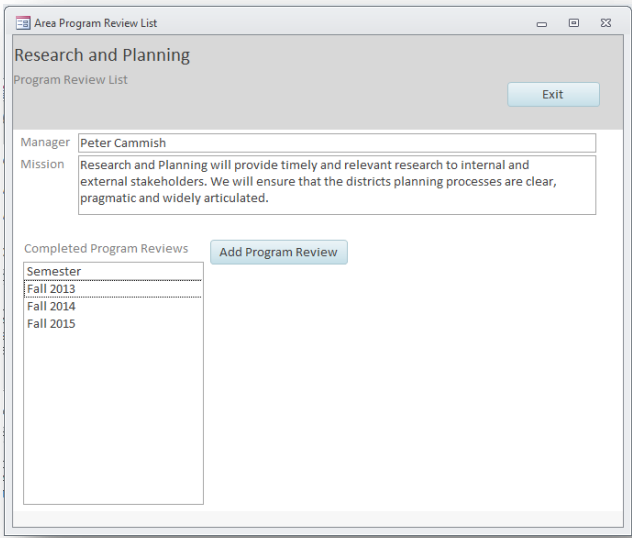 Area Program Review List
Research and Planning
Program Review List
Exit
Manager Peter Cammish
Mission Research and Planning will provide timely and relevant research to internal and
external stakeholders. We will ensure that the districts planning processes are clear,
pragmatic and widely articulated.
Completed Program Reviews Add Program Review
Semester
Fall 2013
Fall 2014
Fall 2015